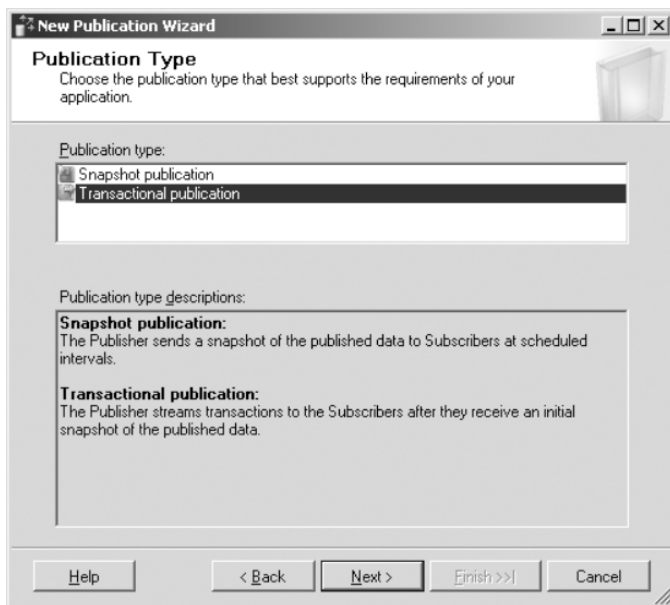 New Publication Wizard
Publication Type
Choose the publication type that best supports the requirements of your
application.
Publication type:
Snapshot publication
Transactional publication
Publication type descriptions:
Snapshot publication:
The Publisher sends a snapshot of the published data to Subscribers at scheduled
intervals.
Transactional publication:
The Publisher streams transactions to the Subscribers after they receive an initial
snapshot of the published data.
Help
< Back
Next >
Finish >>|
Cancel